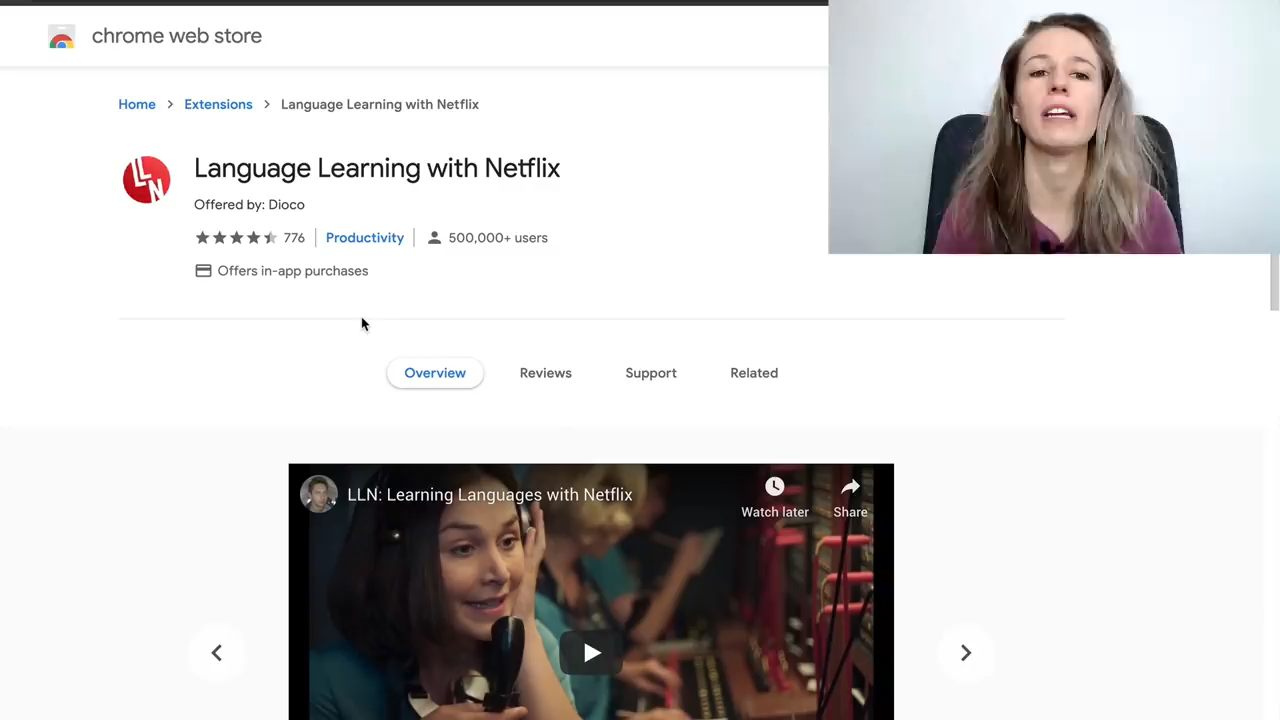 chrome web store
Home > Extensions > Language Learning with Netflix
LLN
Language Learning with Netflix
Offered by: Dioco
776 | Productivity | 500,000+ users
Offers in-app purchases
Overview Reviews Support Related
LLN: Learning Languages with Netflix
Watch later Share